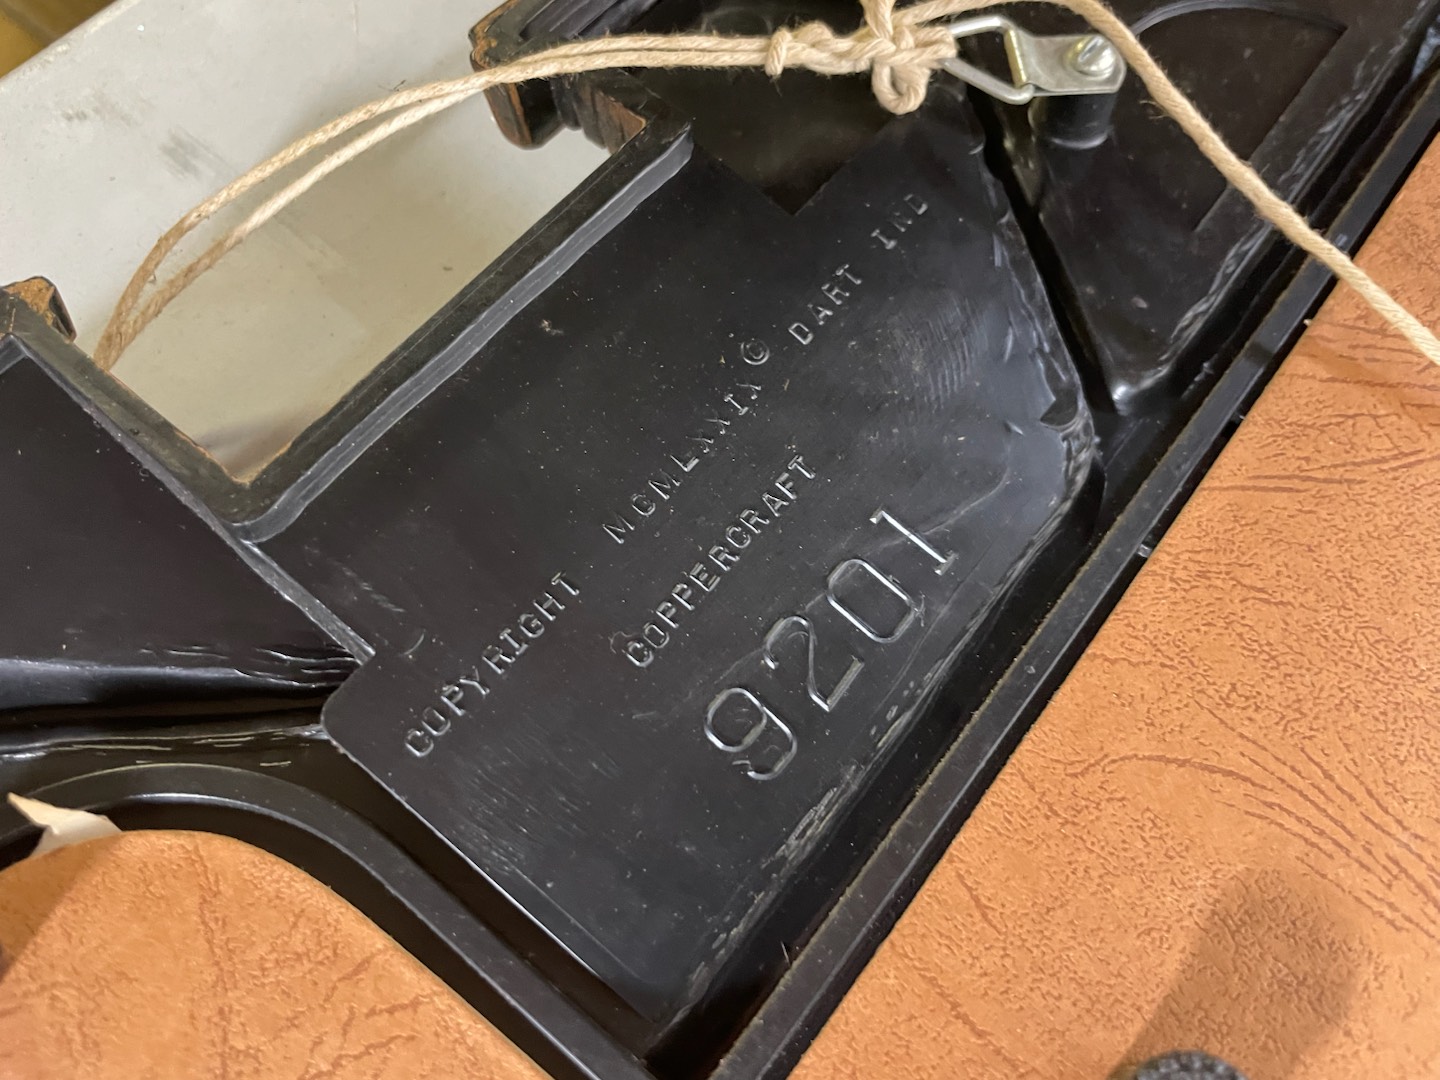 COPYRIGHT MCMLXXIX © DART IND
COPPERCRAFT
9201